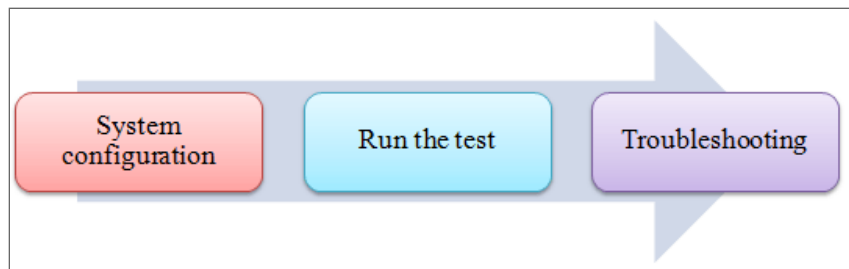 System
configuration
Run the test
Troubleshooting